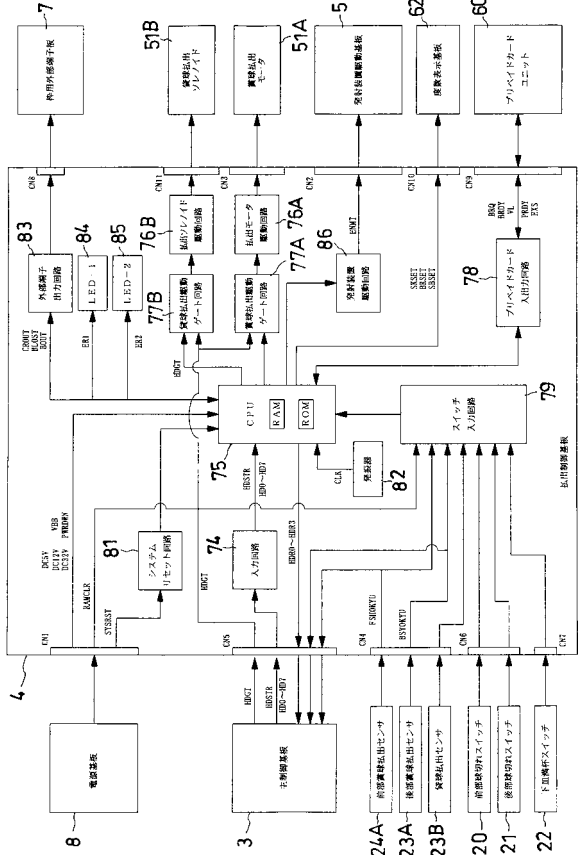 8
電源基板
3
主制御基板
24A
前部賞球払出センサ
23A
後部賞球払出センサ
23B
貸球払出センサ
20
前部球切れスイッチ
21
後部球切れスイッチ
22
下皿満杯スイッチ
4
CN1
DC5V
DC12V VBB
DC32V PWRDWN
RAMCLR
SYSRST
81
システム
リセット回路
HDGT
CN5
HDGT
HDSTR
HD0~HD7
74
入力回路
HDSTR
HD0~HD7
CN4
FSHOKYU
BSYOKYU
CN6
CN7
83
外部端子
出力回路
84
LED-1
85
LED-2
ER1
ER2
75
CPU
RAM
ROM
HDGT
77B
貸球払出駆動
ゲート回路
76B
払出ソレノイド
駆動回路
77A
賞球払出駆動
ゲート回路
76A
払出モータ
駆動回路
86
発射装置
駆動回路
ENMT
CLK
82
発振器
79
スイッチ
入力回路
78
プリペイドカード
入出力回路
BRQ
BRDY
VL
PRDY
EXS
払出制御基板
CN8
CN11
CN3
CN2
CN10
CN9
7
枠用外部端子板
51B
貸球払出
ソレノイド
51A
賞球払出
モータ
5
発射装置駆動基板
62
度数表示基板
60
プリペイドカード
ユニット